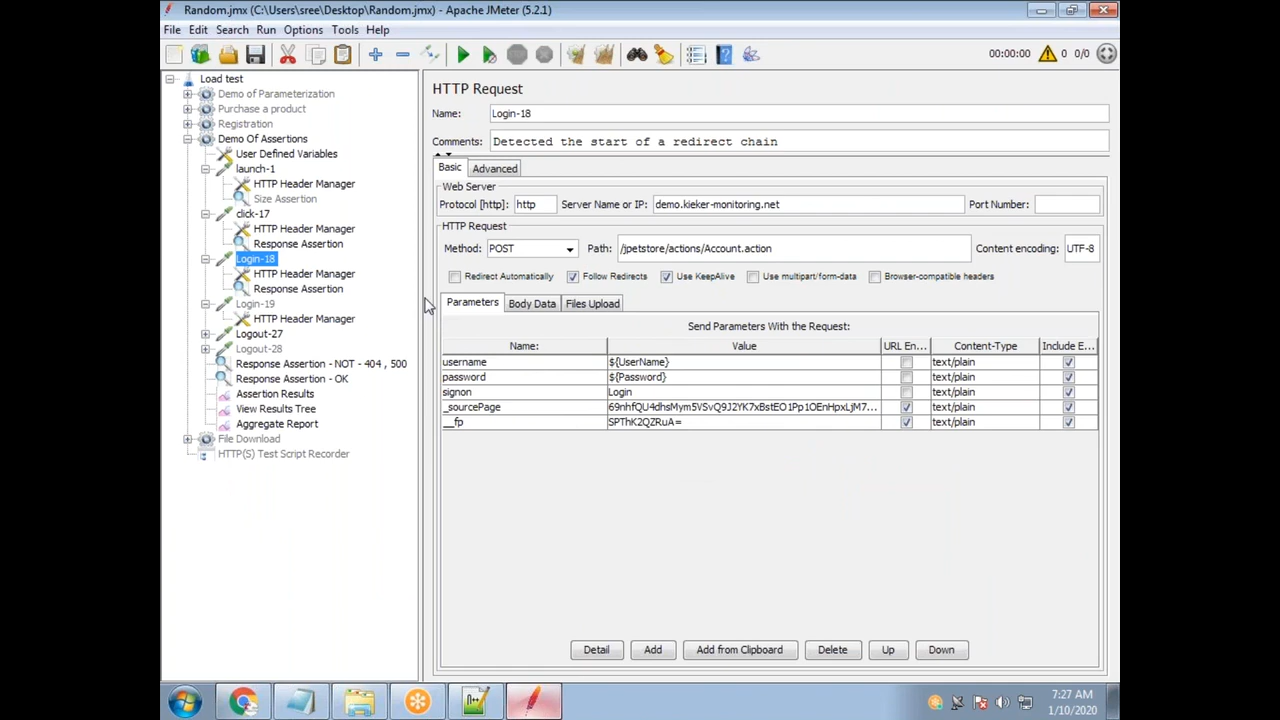 Random.jmx (C:\Users\sree\Desktop\Random.jmx) - Apache JMeter (5.2.1)
File Edit Search Run Options Tools Help
00:00:00 0 0/0
Load test
Demo of Parameterization
Purchase a product
Registration
Demo Of Assertions
User Defined Variables
launch-1
HTTP Header Manager
Size Assertion
click-17
HTTP Header Manager
Response Assertion
Login-18
HTTP Header Manager
Response Assertion
Login-19
HTTP Header Manager
Logout-27
Logout-28
Response Assertion - NOT - 404 , 500
Response Assertion - OK
Assertion Results
View Results Tree
Aggregate Report
File Download
HTTP(S) Test Script Recorder
HTTP Request
Name: Login-18
Comments: Detected the start of a redirect chain
Basic Advanced
Web Server
Protocol [http]: http Server Name or IP: demo.kieker-monitoring.net Port Number:
HTTP Request
Method: POST Path: /jpetstore/actions/Account.action Content encoding: UTF-8
Redirect Automatically Follow Redirects Use KeepAlive Use multipart/form-data Browser-compatible headers
Parameters Body Data Files Upload
Send Parameters With the Request:
Name: Value URL En... Content-Type Include E...
username ${UserName} text/plain
password ${Password} text/plain
signon Login text/plain
_sourcePage 69nhfQU4dhsMym5VSvQ9J2YK7xBstEO1Pp1OEnHpxLjM7... text/plain
__fp SPThK2QZRuA= text/plain
Detail Add Add from Clipboard Delete Up Down
7:27 AM
1/10/2020